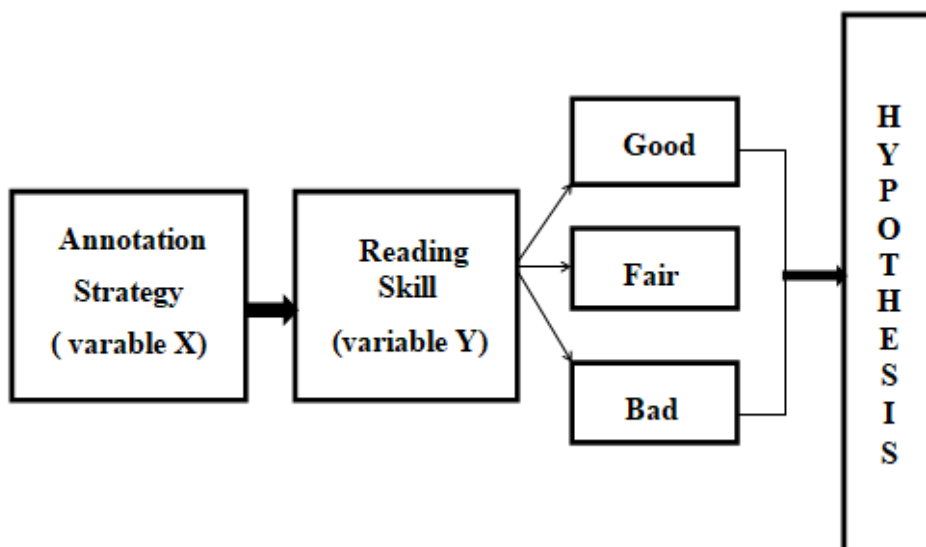 Annotation
Strategy
( varable X)
Reading
Skill
(variable Y)
Good
Fair
Bad
H
Y
P
O
T
H
E
S
I
S